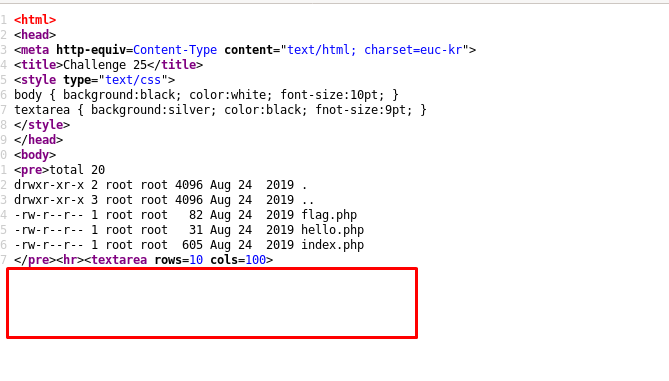 1 <html>
2 <head>
3 <meta http-equiv=Content-Type content="text/html; charset=euc-kr">
4 <title>Challenge 25</title>
5 <style type="text/css">
6 body { background:black; color:white; font-size:10pt; }
7 textarea { background:silver; color:black; fnot-size:9pt; }
8 </style>
9 </head>
0 <body>
1 <pre>total 20
2 drwxr-xr-x 2 root root 4096 Aug 24  2019 .
3 drwxr-xr-x 3 root root 4096 Aug 24  2019 ..
4 -rw-r--r-- 1 root root   82 Aug 24  2019 flag.php
5 -rw-r--r-- 1 root root   31 Aug 24  2019 hello.php
6 -rw-r--r-- 1 root root  605 Aug 24  2019 index.php
7 </pre><hr><textarea rows=10 cols=100>